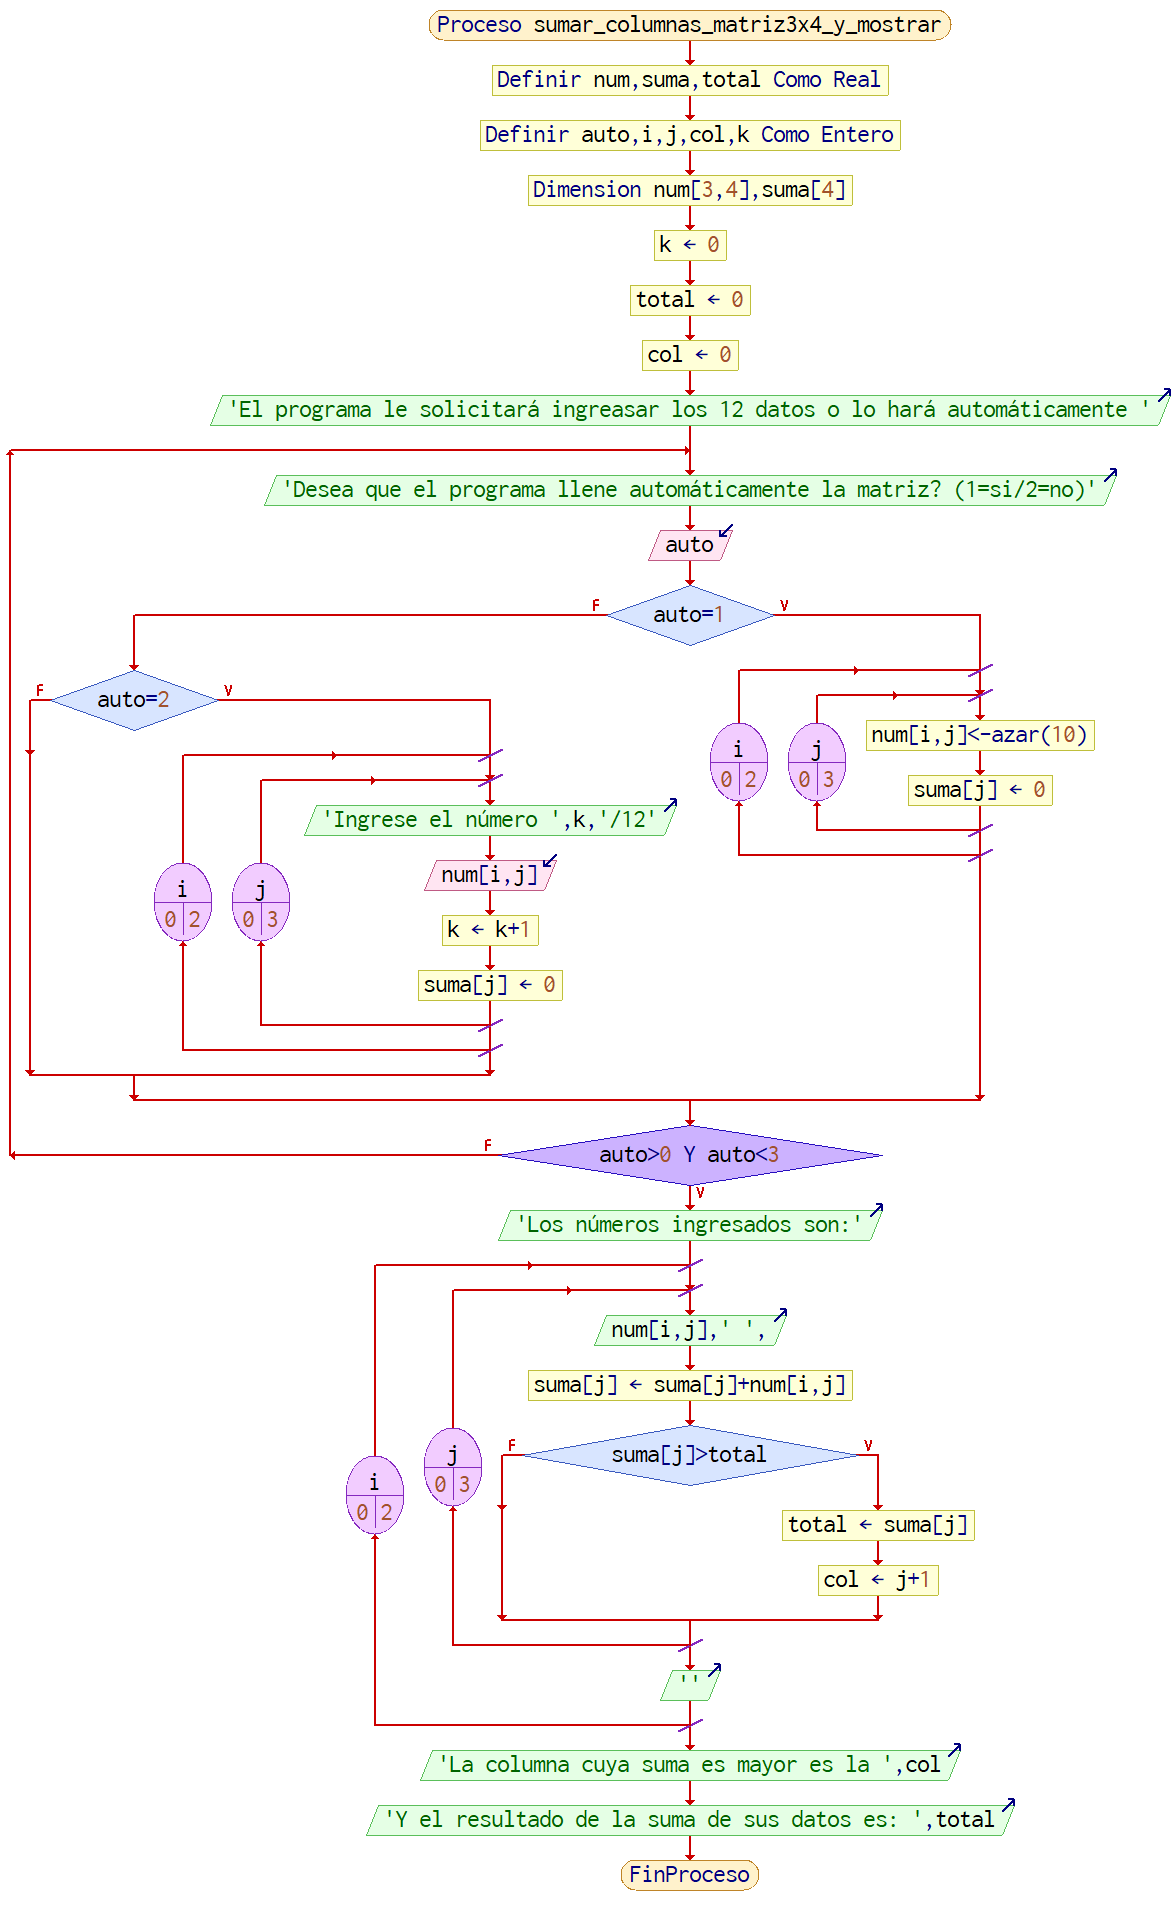 Proceso sumar_columnas_matriz3x4_y_mostrar
Definir num,suma,total Como Real
Definir auto,i,j,col,k Como Entero
Dimension num[3,4],suma[4]
k ← 0
total ← 0
col ← 0
'El programa le solicitará ingreasar los 12 datos o lo hará automáticamente '
'Desea que el programa llene automáticamente la matriz? (1=si/2=no)'
auto
F
auto=1
V
F
auto=2
V
i
0 2
j
0 3
num[i,j]<-azar(10)
suma[j] ← 0
'Ingrese el número ',k,'/12'
i
0 2
j
0 3
num[i,j]
k ← k+1
suma[j] ← 0
F
auto>0 Y auto<3
V
'Los números ingresados son:'
num[i,j],' ',
suma[j] ← suma[j]+num[i,j]
F
suma[j]>total
V
i
0 2
j
0 3
total ← suma[j]
col ← j+1
''
'La columna cuya suma es mayor es la ',col
'Y el resultado de la suma de sus datos es: ',total
FinProceso